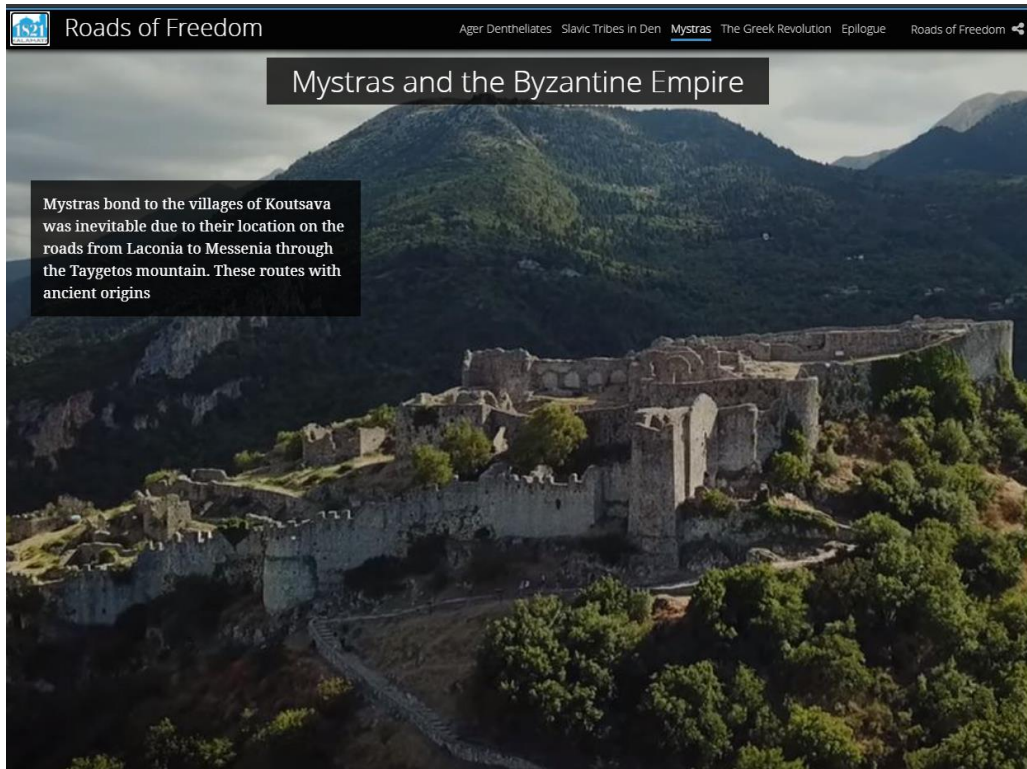 1821
KALAMATA
Roads of Freedom
Ager Dentheliates Slavic Tribes in Den Mystras The Greek Revolution Epilogue Roads of Freedom
Mystras and the Byzantine Empire
Mystras bond to the villages of Koutsava
was inevitable due to their location on the
roads from Laconia to Messenia through
the Taygetos mountain. These routes with
ancient origins